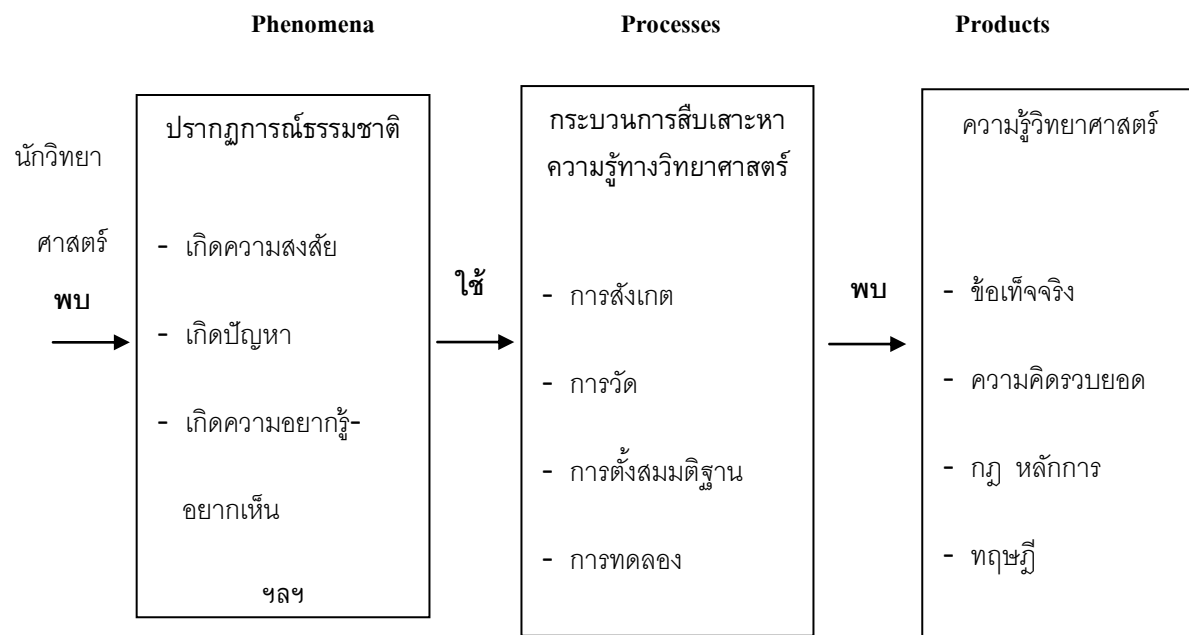 Phenomena Processes Products
นักวิทยา
ศาสตร์
พบ
ปรากฏการณ์ธรรมชาติ
- เกิดความสงสัย
- เกิดปัญหา
- เกิดความอยากรู้-
อยากเห็น
ฯลฯ
ใช้
กระบวนการสืบเสาะหา
ความรู้ทางวิทยาศาสตร์
- การสังเกต
- การวัด
- การตั้งสมมติฐาน
- การทดลอง
พบ
ความรู้วิทยาศาสตร์
- ข้อเท็จจริง
- ความคิดรวบยอด
- กฎ หลักการ
- ทฤษฎี